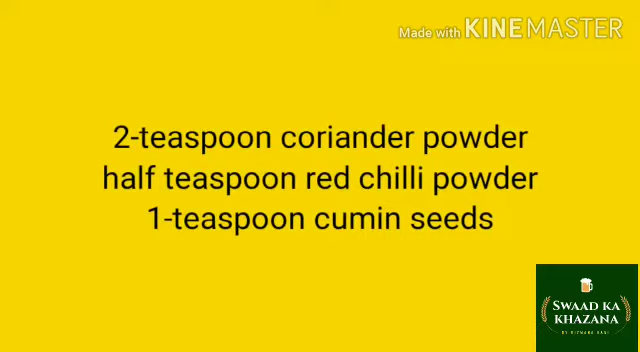 Made with KINEMASTER
2-teaspoon coriander powder
half teaspoon red chilli powder
1-teaspoon cumin seeds
SWAAD KA
KHAZANA